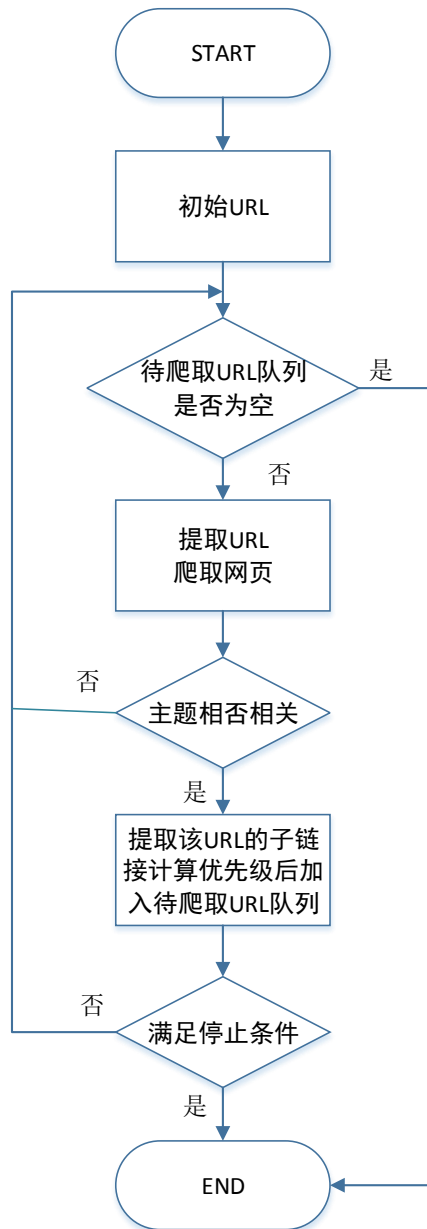 START
初始URL
待爬取URL队列
是否为空
是
否
提取URL
爬取网页
否
主题相否相关
是
提取该URL的子链
接计算优先级后加
入待爬取URL队列
否
满足停止条件
是
END